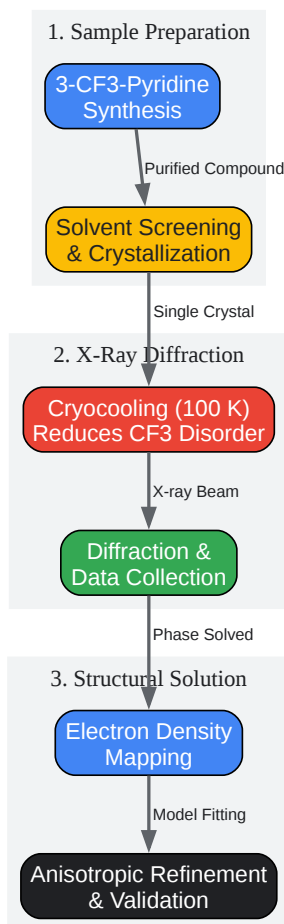 1. Sample Preparation
3-CF3-Pyridine
Synthesis
Purified Compound
Solvent Screening
& Crystallization
Single Crystal
2. X-Ray Diffraction
Cryocooling (100 K)
Reduces CF3 Disorder
X-ray Beam
Diffraction &
Data Collection
Phase Solved
3. Structural Solution
Electron Density
Mapping
Model Fitting
Anisotropic Refinement
& Validation